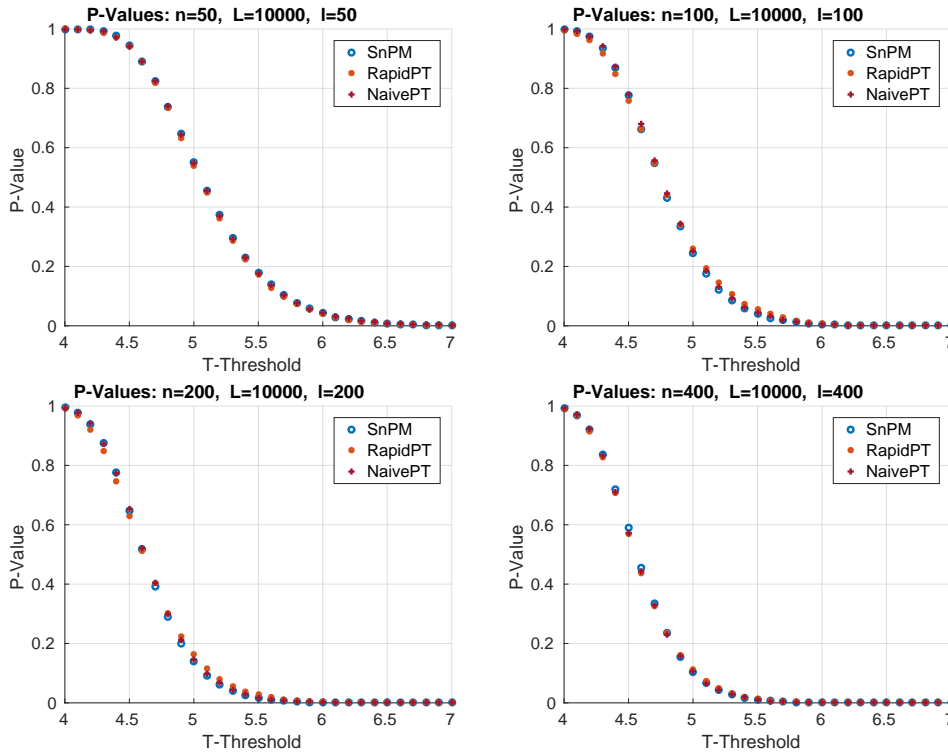 P-Values: n=50, L=10000, l=50
1
0.8
0.6
0.4
0.2
0
P-Value
SnPM
RapidPT
NaivePT
4 4.5 5 5.5 6 6.5 7
T-Threshold
P-Values: n=100, L=10000, l=100
1
0.8
0.6
0.4
0.2
0
P-Value
SnPM
RapidPT
NaivePT
4 4.5 5 5.5 6 6.5 7
T-Threshold
P-Values: n=200, L=10000, l=200
1
0.8
0.6
0.4
0.2
0
P-Value
SnPM
RapidPT
NaivePT
4 4.5 5 5.5 6 6.5 7
T-Threshold
P-Values: n=400, L=10000, l=400
1
0.8
0.6
0.4
0.2
0
P-Value
SnPM
RapidPT
NaivePT
4 4.5 5 5.5 6 6.5 7
T-Threshold